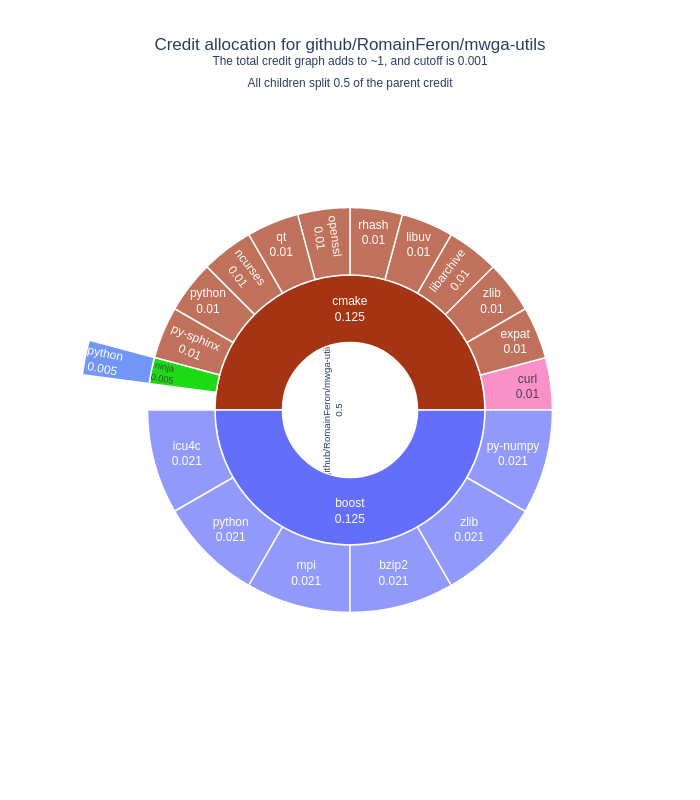 Credit allocation for github/RomainFeron/mwga-utils
The total credit graph adds to ~1, and cutoff is 0.001
All children split 0.5 of the parent credit
openssl
0.01
rhash
0.01
qt
0.01
libuv
0.01
ncurses
0.01
libarchive
0.01
python
0.01
zlib
0.01
cmake
0.125
py-sphinx
0.01
expat
0.01
python
0.005
ninja
0.005
curl
0.01
github/RomainFeron/mwga-uti
0.5
icu4c
0.021
py-numpy
0.021
boost
0.125
python
0.021
zlib
0.021
mpi
0.021
bzip2
0.021